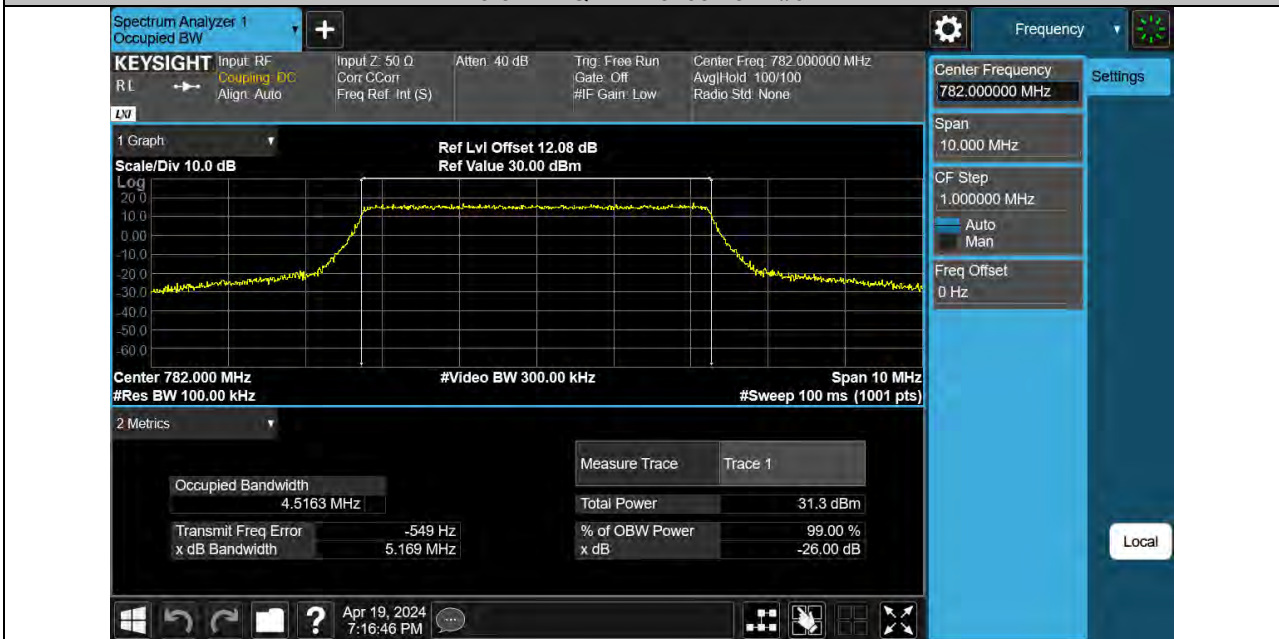 Spectrum Analyzer 1
Occupied BW
+
Frequency
KEYSIGHT Input: RF Input Z: 50 Ω Atten: 40 dB Trig: Free Run Center Freq: 782.000000 MHz
RL Coupling: DC Corr CCorr Gate: Off Avg|Hold: 100/100
Align: Auto Freq Ref: Int (S) #IF Gain: Low Radio Std: None
LXI
Center Frequency
782.000000 MHz
Settings
Span
10.000 MHz
CF Step
1.000000 MHz
Auto
Man
Freq Offset
0 Hz
1 Graph
Ref Lvl Offset 12.08 dB
Scale/Div 10.0 dB Ref Value 30.00 dBm
Log
20.0
10.0
0.00
-10.0
-20.0
-30.0
-40.0
-50.0
-60.0
Center 782.000 MHz #Video BW 300.00 kHz Span 10 MHz
#Res BW 100.00 kHz #Sweep 100 ms (1001 pts)
2 Metrics
Measure Trace Trace 1
Occupied Bandwidth
4.5163 MHz
Total Power 31.3 dBm
Transmit Freq Error -549 Hz % of OBW Power 99.00 %
x dB Bandwidth 5.169 MHz x dB -26.00 dB
Local
? Apr 19, 2024
7:16:46 PM